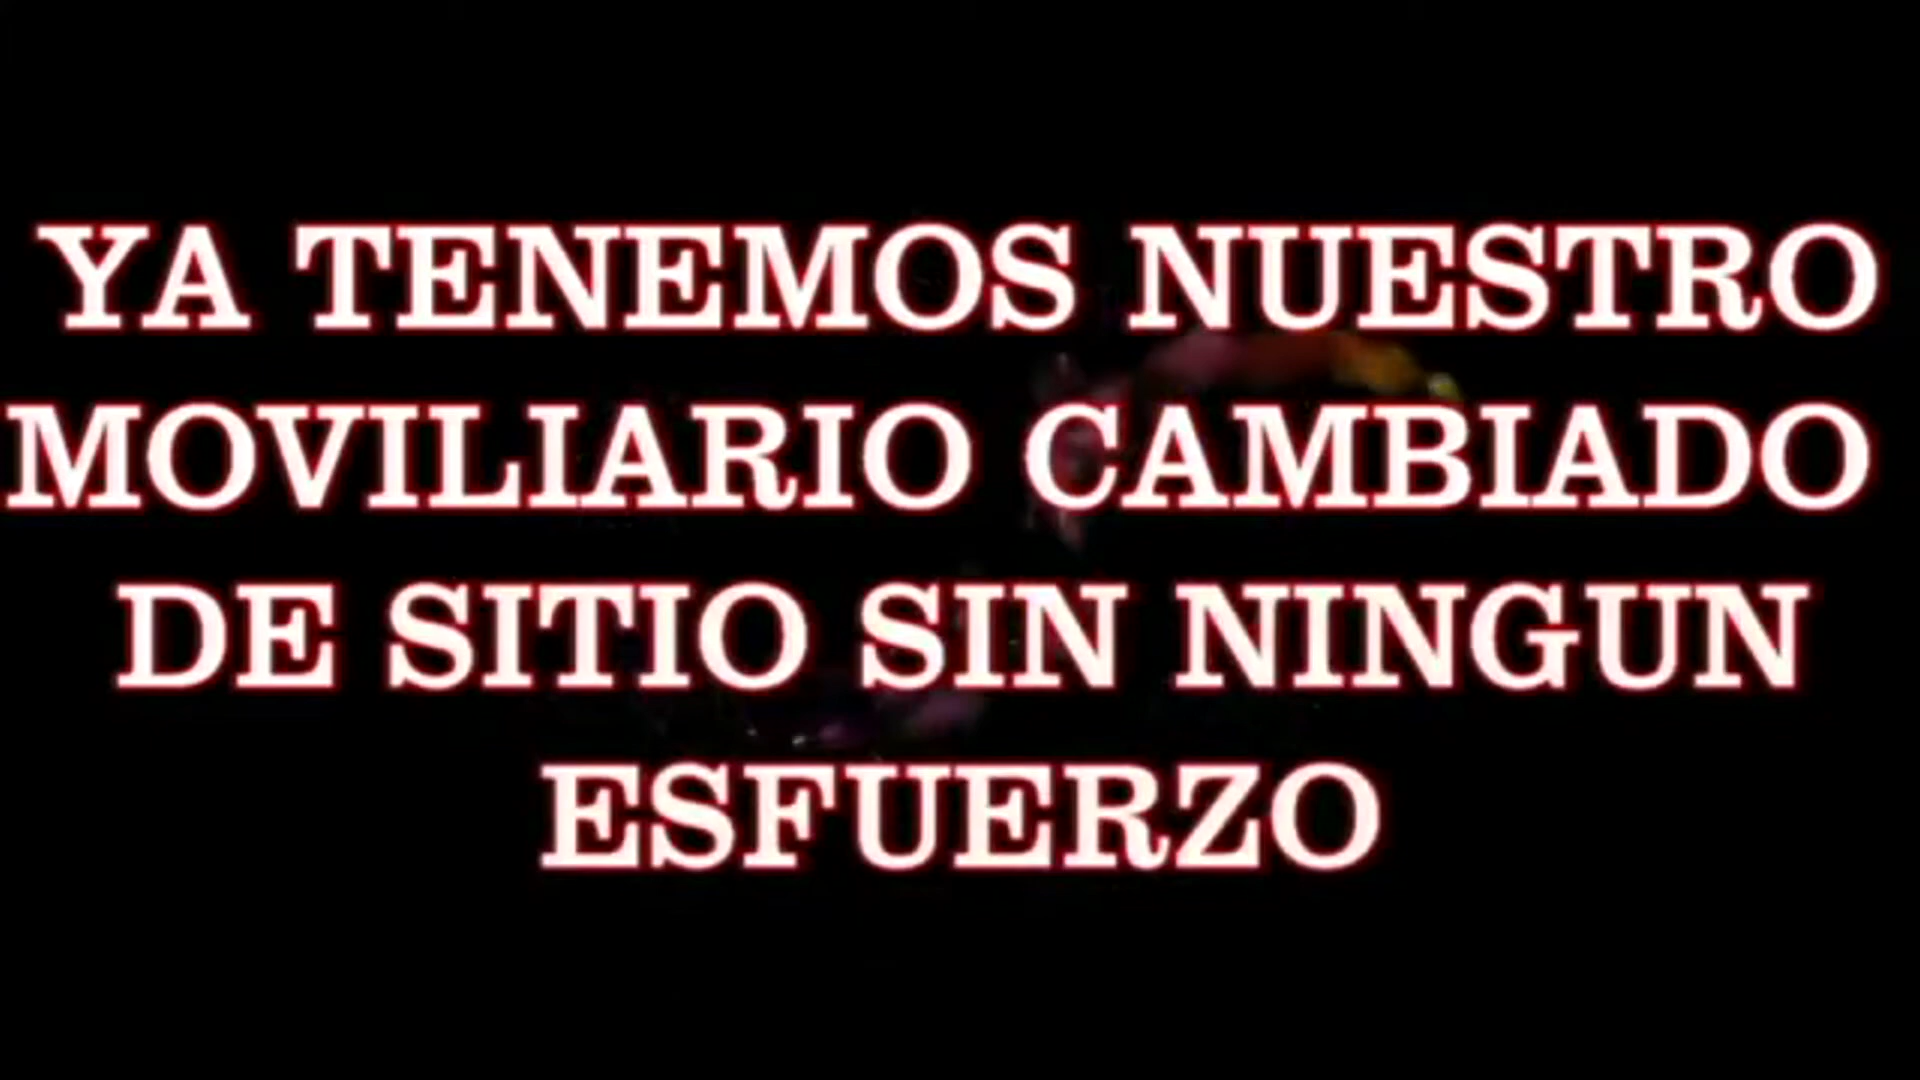 YA TENEMOS NUESTRO
MOVILIARIO CAMBIADO
DE SITIO SIN NINGUN
ESFUERZO